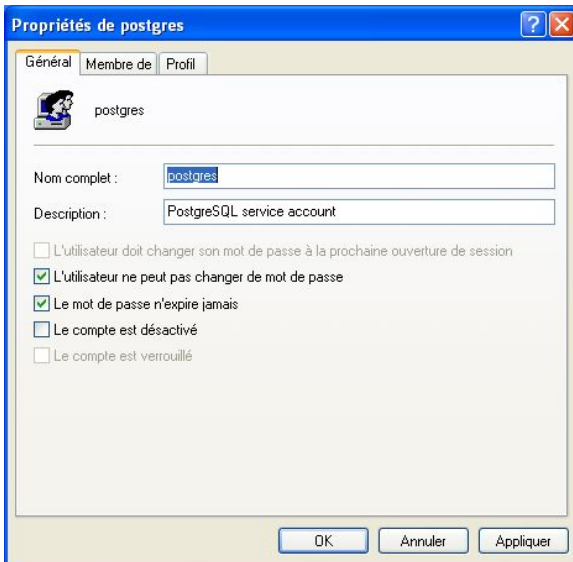 Propriétés de postgres
Général Membre de Profil
postgres
Nom complet : postgres
Description : PostgreSQL service account
L'utilisateur doit changer son mot de passe à la prochaine ouverture de session
L'utilisateur ne peut pas changer de mot de passe
Le mot de passe n'expire jamais
Le compte est désactivé
Le compte est verrouillé
OK Annuler Appliquer